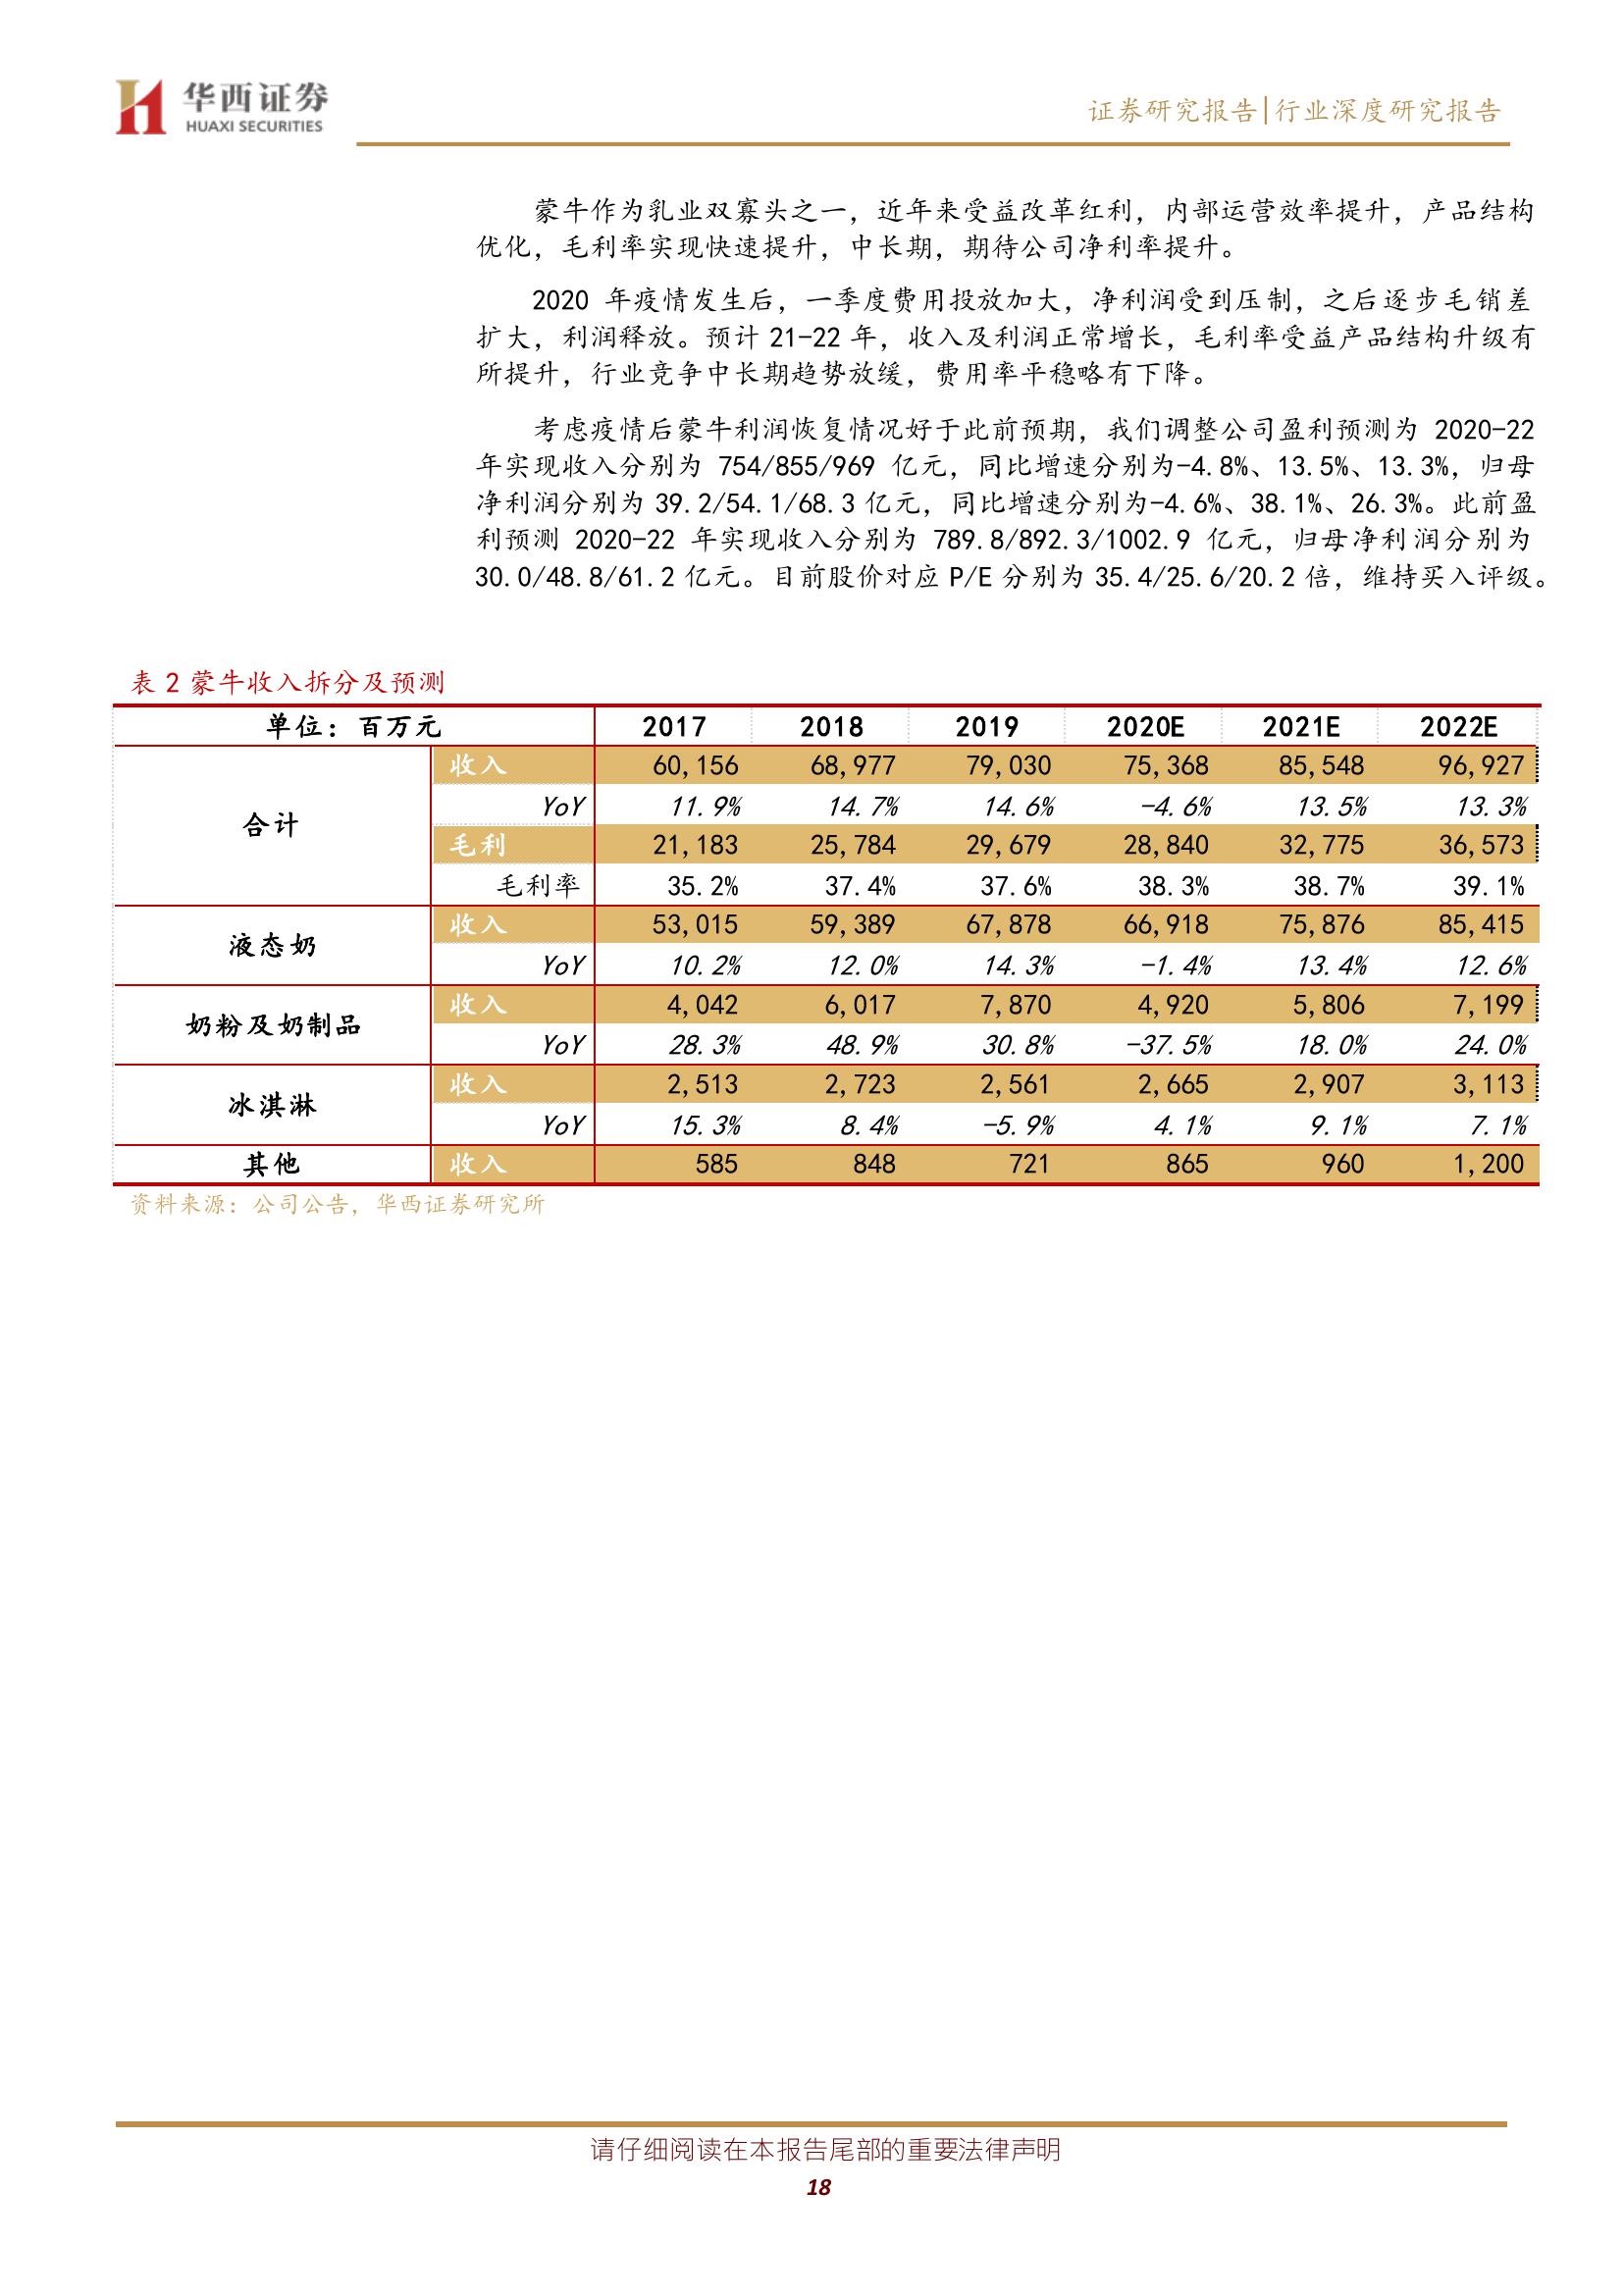 华西证券
HUAXI SECURITIES
证券研究报告|行业深度研究报告
蒙牛作为乳业双寡头之一，近年来受益改革红利，内部运营效率提升，产品结构
优化，毛利率实现快速提升，中长期，期待公司净利率提升。
2020 年疫情发生后，一季度费用投放加大，净利润受到压制，之后逐步毛销差
扩大，利润释放。预计 21-22 年，收入及利润正常增长，毛利率受益产品结构升级有
所提升，行业竞争中长期趋势放缓，费用率平稳略有下降。
考虑疫情后蒙牛利润恢复情况好于此前预期，我们调整公司盈利预测为 2020-22
年实现收入分别为 754/855/969 亿元，同比增速分别为-4.8%、13.5%、13.3%，归母
净利润分别为 39.2/54.1/68.3 亿元，同比增速分别为-4.6%、38.1%、26.3%。此前盈
利预测 2020-22 年实现收入分别为 789.8/892.3/1002.9 亿元，归母净利润分别为
30.0/48.8/61.2 亿元。目前股价对应 P/E 分别为 35.4/25.6/20.2 倍，维持买入评级。
表 2 蒙牛收入拆分及预测
单位：百万元 2017 2018 2019 2020E 2021E 2022E
合计 收入 60,156 68,977 79,030 75,368 85,548 96,927
YoY 11.9% 14.7% 14.6% -4.6% 13.5% 13.3%
毛利 21,183 25,784 29,679 28,840 32,775 36,573
毛利率 35.2% 37.4% 37.6% 38.3% 38.7% 39.1%
液态奶 收入 53,015 59,389 67,878 66,918 75,876 85,415
YoY 10.2% 12.0% 14.3% -1.4% 13.4% 12.6%
奶粉及奶制品 收入 4,042 6,017 7,870 4,920 5,806 7,199
YoY 28.3% 48.9% 30.8% -37.5% 18.0% 24.0%
冰淇淋 收入 2,513 2,723 2,561 2,665 2,907 3,113
YoY 15.3% 8.4% -5.9% 4.1% 9.1% 7.1%
其他 收入 585 848 721 865 960 1,200
资料来源：公司公告，华西证券研究所
请仔细阅读在本报告尾部的重要法律声明
18